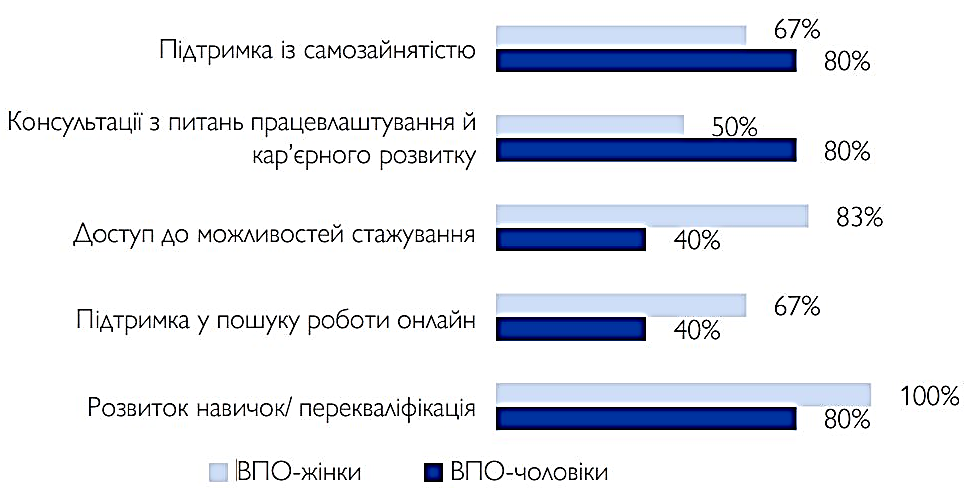 67%
Підтримка із самозайнятістю
80%
Консультації з питань працевлаштування й
50%
кар’єрного розвитку
80%
83%
Доступ до можливостей стажування
40%
67%
Підтримка у пошуку роботи онлайн
40%
100%
Розвиток навичок/ перекваліфікація
80%
ВПО-жінки
ВПО-чоловіки